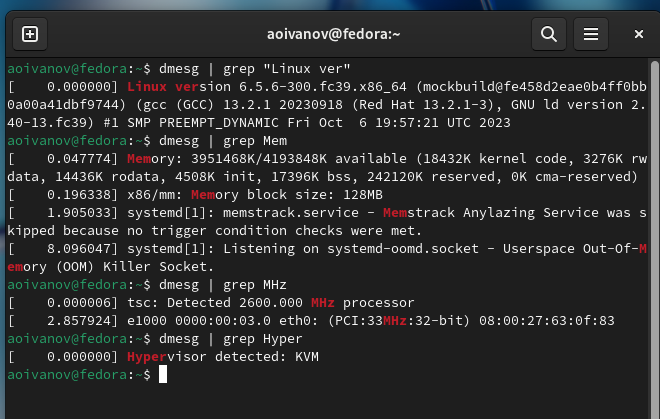 aoivanov@fedora:~
aoivanov@fedora:~$ dmesg | grep "Linux ver"
[    0.000000] Linux version 6.5.6-300.fc39.x86_64 (mockbuild@fe458d2eae0b4ff0bb
0a00a41dbf9744) (gcc (GCC) 13.2.1 20230918 (Red Hat 13.2.1-3), GNU ld version 2.
40-13.fc39) #1 SMP PREEMPT_DYNAMIC Fri Oct  6 19:57:21 UTC 2023
aoivanov@fedora:~$ dmesg | grep Mem
[    0.047774] Memory: 3951468K/4193848K available (18432K kernel code, 3276K rw
data, 14436K rodata, 4508K init, 17396K bss, 242120K reserved, 0K cma-reserved)
[    0.196338] x86/mm: Memory block size: 128MB
[    1.905033] systemd[1]: memstrack.service - Memstrack Anylazing Service was s
kipped because no trigger condition checks were met.
[    8.096047] systemd[1]: Listening on systemd-oomd.socket - Userspace Out-Of-M
emory (OOM) Killer Socket.
aoivanov@fedora:~$ dmesg | grep MHz
[    0.000006] tsc: Detected 2600.000 MHz processor
[    2.857924] e1000 0000:00:03.0 eth0: (PCI:33MHz:32-bit) 08:00:27:63:0f:83
aoivanov@fedora:~$ dmesg | grep Hyper
[    0.000000] Hypervisor detected: KVM
aoivanov@fedora:~$